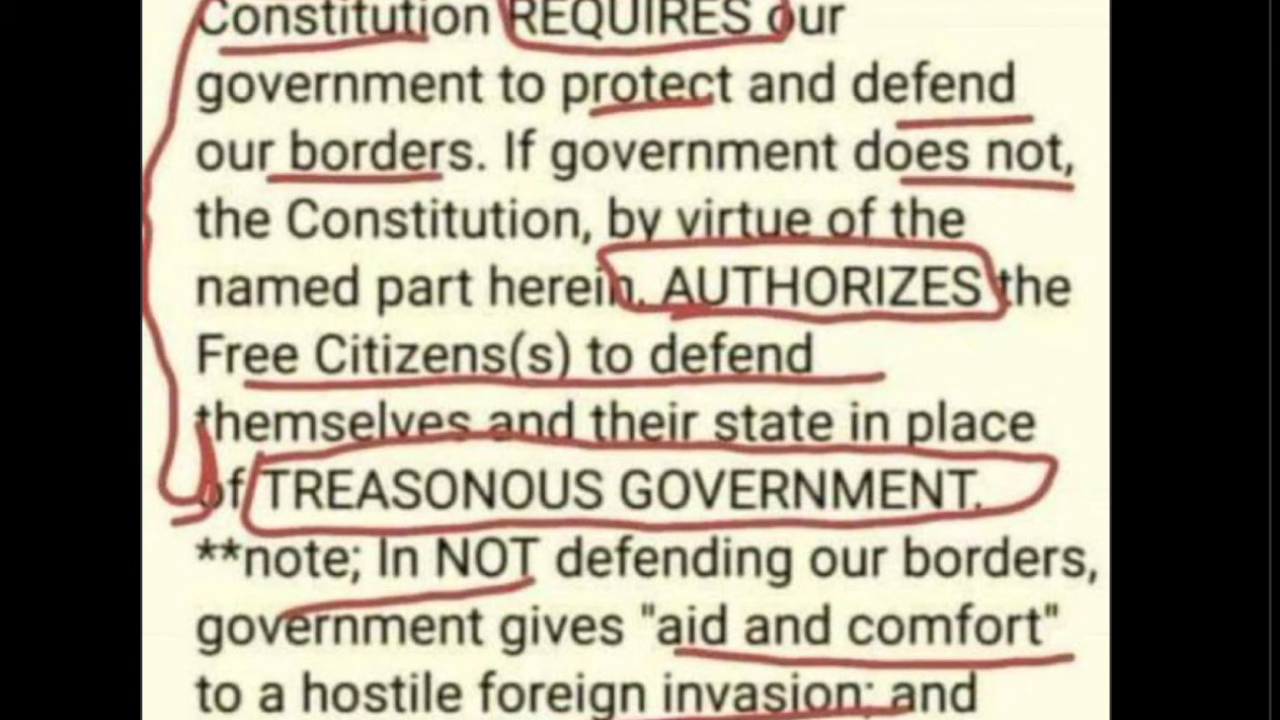 Constitution REQUIRES our
government to protect and defend
our borders. If government does not,
the Constitution, by virtue of the
named part herein, AUTHORIZES the
Free Citizens(s) to defend
themselves and their state in place
of TREASONOUS GOVERNMENT.
**note; In NOT defending our borders,
government gives "aid and comfort"
to a hostile foreign invasion; and